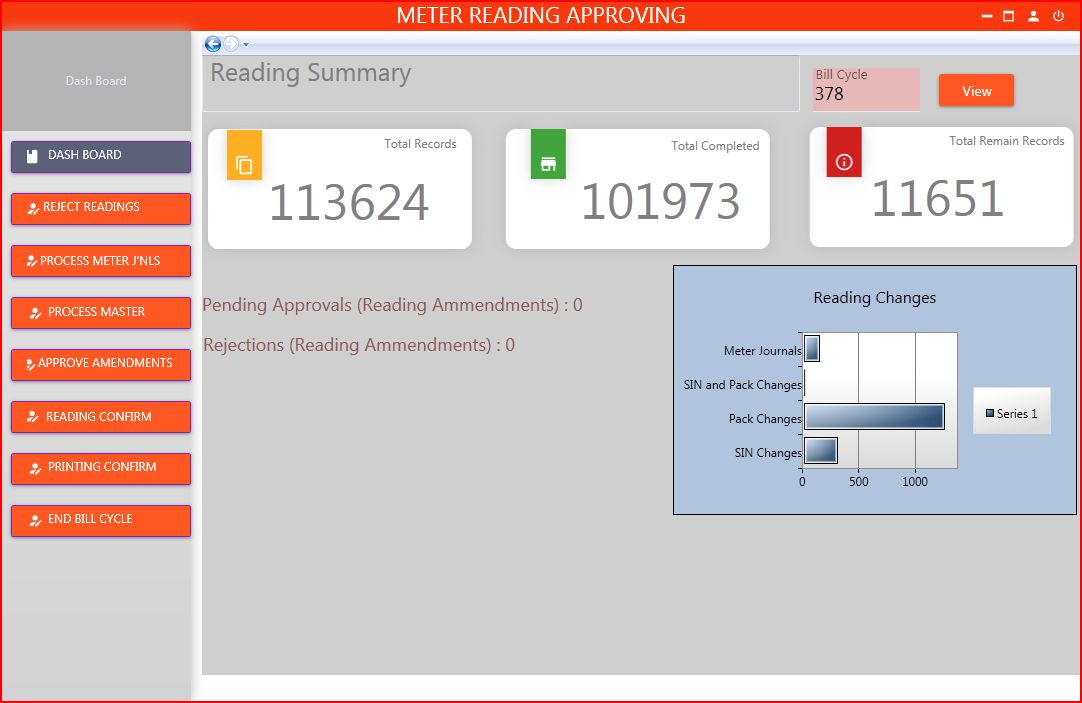 METER READING APPROVING
Dash Board
DASH BOARD
REJECT READINGS
PROCESS METER J'NLS
PROCESS MASTER
APPROVE AMENDMENTS
READING CONFIRM
PRINTING CONFIRM
END BILL CYCLE
Reading Summary
Bill Cycle
378
View
Total Records
113624
Total Completed
101973
Total Remain Records
11651
Pending Approvals (Reading Ammendments) : 0
Rejections (Reading Ammendments) : 0
Reading Changes
Meter Journals
SIN and Pack Changes
Pack Changes
SIN Changes
0 500 1000
Series 1